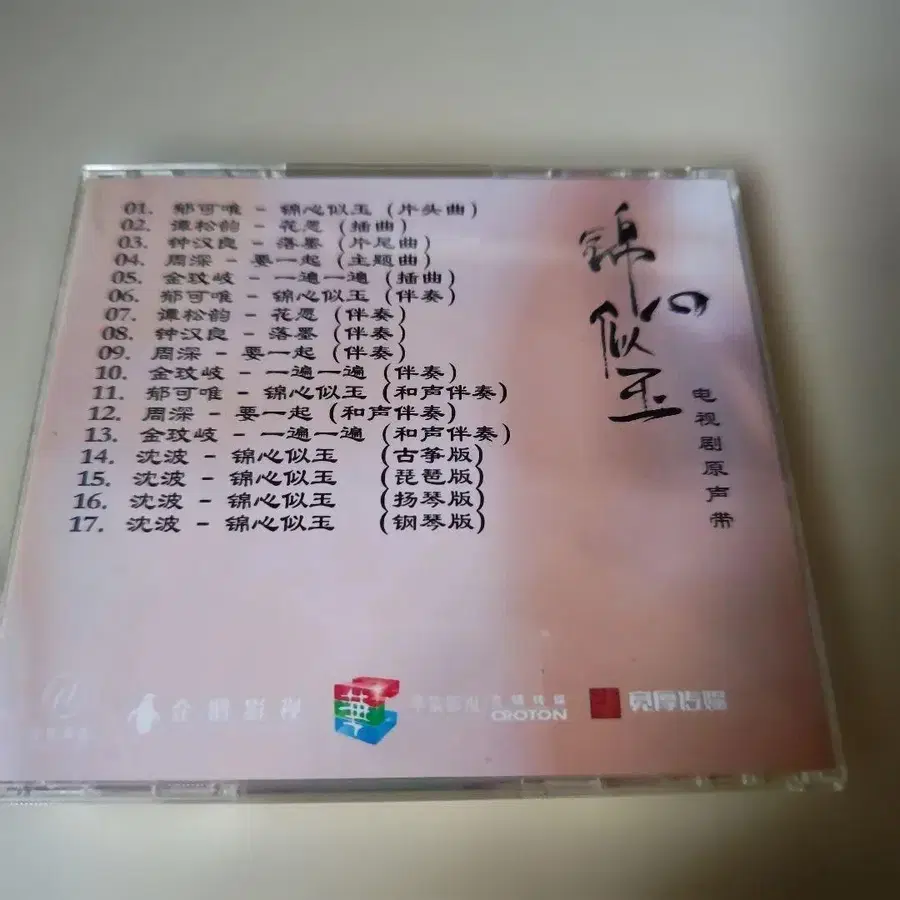 01. 郁可唯 - 锦心似玉 (片头曲)
02. 谭松韵 - 花愿 (插曲)
03. 钟汉良 - 落墨 (片尾曲)
04. 周深 - 要一起 (主题曲)
05. 金玟岐 - 一遍一遍 (插曲)
06. 郁可唯 - 锦心似玉 (伴奏)
07. 谭松韵 - 花愿 (伴奏)
08. 钟汉良 - 落墨 (伴奏)
09. 周深 - 要一起 (伴奏)
10. 金玟岐 - 一遍一遍 (伴奏)
11. 郁可唯 - 锦心似玉 (和声伴奏)
12. 周深 - 要一起 (和声伴奏)
13. 金玟岐 - 一遍一遍 (和声伴奏)
14. 沈波 - 锦心似玉 (古筝版)
15. 沈波 - 锦心似玉 (琵琶版)
16. 沈波 - 锦心似玉 (扬琴版)
17. 沈波 - 锦心似玉 (钢琴版)
锦心似玉
电视剧原声带
企鹅影视
華
CROTON